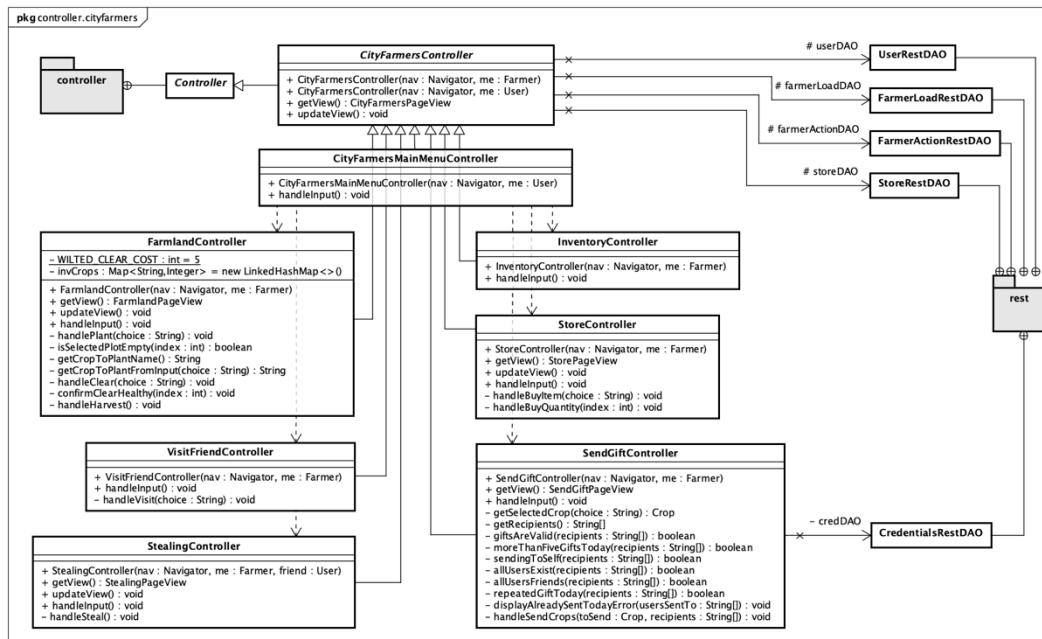 pkg controller.cityfarmers
controller
Controller
CityFarmersController
+ CityFarmersController(nav : Navigator, me : Farmer)
+ CityFarmersController(nav : Navigator, me : User)
+ getView() : CityFarmersPageView
+ updateView() : void
# userDAO
UserRestDAO
# farmerLoadDAO
FarmerLoadRestDAO
# farmerActionDAO
FarmerActionRestDAO
# storeDAO
StoreRestDAO
CityFarmersMainMenuController
+ CityFarmersMainMenuController(nav : Navigator, me : User)
+ handleInput() : void
FarmlandController
- WILTED_CLEAR_COST : int = 5
- invCrops : Map<String,Integer> = new LinkedHashMap<>()
+ FarmlandController(nav : Navigator, me : Farmer)
+ getView() : FarmlandPageView
+ updateView() : void
+ handleInput() : void
- handlePlant(choice : String) : void
- isSelectedPlotEmpty(index : int) : boolean
- getCropToPlantName() : String
- getCropToPlantFromInput(choice : String) : String
- handleClear(choice : String) : void
- confirmClearHealthy(index : int) : void
- handleHarvest() : void
InventoryController
+ InventoryController(nav : Navigator, me : Farmer)
+ handleInput() : void
rest
StoreController
+ StoreController(nav : Navigator, me : Farmer)
+ getView() : StorePageView
+ updateView() : void
+ handleInput() : void
- handleBuyItem(choice : String) : void
- handleBuyQuantity(index : int) : void
VisitFriendController
+ VisitFriendController(nav : Navigator, me : Farmer)
+ handleInput() : void
- handleVisit(choice : String) : void
SendGiftController
+ SendGiftController(nav : Navigator, me : Farmer)
+ getView() : SendGiftPageView
+ handleInput() : void
- getSelectedCrop(choice : String) : Crop
- getRecipients() : String[]
- giftsAreValid(recipients : String[]) : boolean
- moreThanFiveGiftsToday(recipients : String[]) : boolean
- sendingToSelf(recipients : String[]) : boolean
- allUsersExist(recipients : String[]) : boolean
- allUsersFriends(recipients : String[]) : boolean
- repeatedGiftToday(recipients : String[]) : boolean
- displayAlreadySentTodayError(usersSentTo : String[]) : void
- handleSendCrops(toSend : Crop, recipients : String[]) : void
- credDAO
CredentialsRestDAO
StealingController
+ StealingController(nav : Navigator, me : Farmer, friend : User)
+ getView() : StealingPageView
+ updateView() : void
+ handleInput() : void
- handleSteal() : void